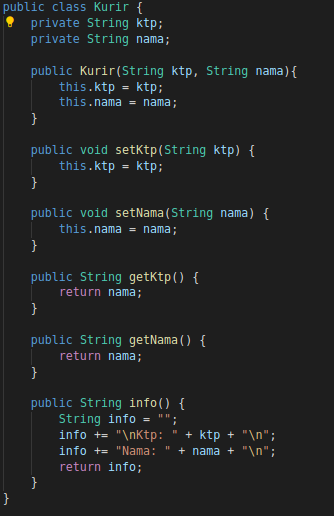 public class Kurir {
    private String ktp;
    private String nama;

    public Kurir(String ktp, String nama){
        this.ktp = ktp;
        this.nama = nama;
    }

    public void setKtp(String ktp) {
        this.ktp = ktp;
    }

    public void setNama(String nama) {
        this.nama = nama;
    }

    public String getKtp() {
        return nama;
    }

    public String getNama() {
        return nama;
    }

    public String info() {
        String info = "";
        info += "\nKtp: " + ktp + "\n";
        info += "Nama: " + nama + "\n";
        return info;
    }
}